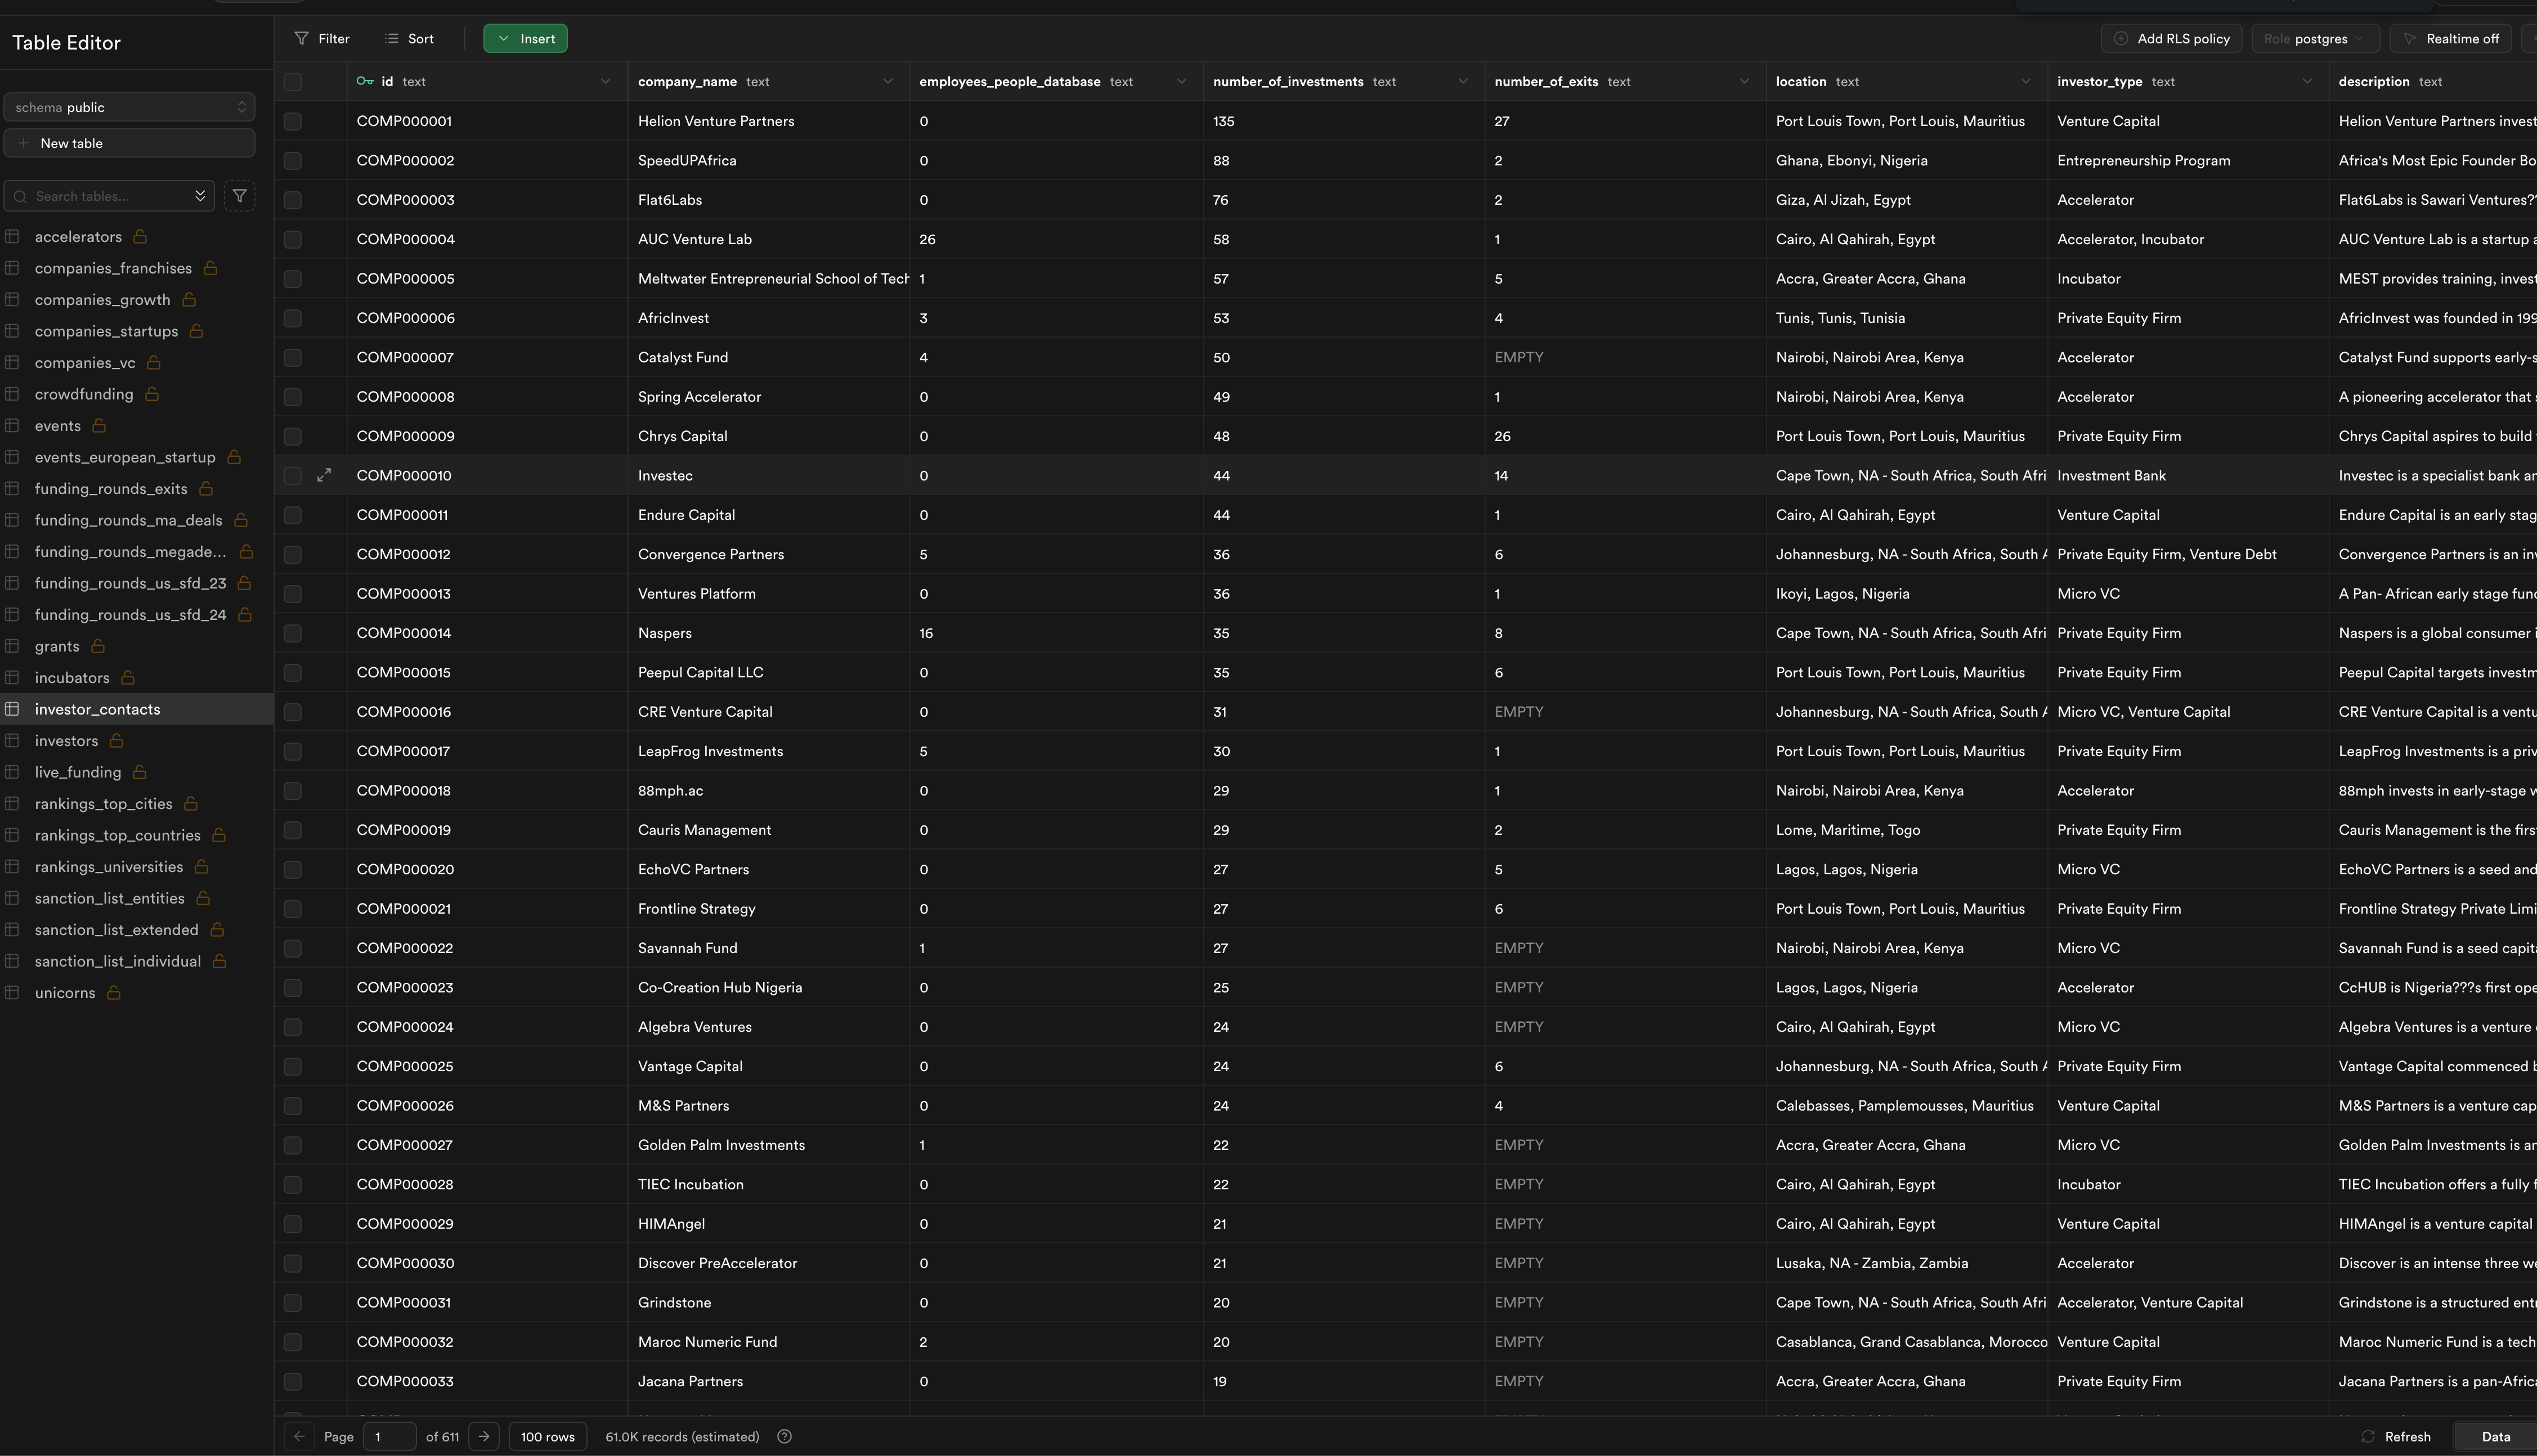 Table Editor
Filter Sort Insert Add RLS policy Role postgres Realtime off
schema public
New table
Search tables...
accelerators
companies_franchises
companies_growth
companies_startups
companies_vc
crowdfunding
events
events_european_startup
funding_rounds_exits
funding_rounds_ma_deals
funding_rounds_megade...
funding_rounds_us_sfd_23
funding_rounds_us_sfd_24
grants
incubators
investor_contacts
investors
live_funding
rankings_top_cities
rankings_top_countries
rankings_universities
sanction_list_entities
sanction_list_extended
sanction_list_individual
unicorns
id text company_name text employees_people_database text number_of_investments text number_of_exits text location text investor_type text description text
COMP000001 Helion Venture Partners 0 135 27 Port Louis Town, Port Louis, Mauritius Venture Capital Helion Venture Partners invest
COMP000002 SpeedUPAfrica 0 88 2 Ghana, Ebonyi, Nigeria Entrepreneurship Program Africa's Most Epic Founder Bo
COMP000003 Flat6Labs 0 76 2 Giza, Al Jizah, Egypt Accelerator Flat6Labs is Sawari Ventures?
COMP000004 AUC Venture Lab 26 58 1 Cairo, Al Qahirah, Egypt Accelerator, Incubator AUC Venture Lab is a startup a
COMP000005 Meltwater Entrepreneurial School of Tech 1 57 5 Accra, Greater Accra, Ghana Incubator MEST provides training, invest
COMP000006 AfricInvest 3 53 4 Tunis, Tunis, Tunisia Private Equity Firm AfricInvest was founded in 199
COMP000007 Catalyst Fund 4 50 EMPTY Nairobi, Nairobi Area, Kenya Accelerator Catalyst Fund supports early-s
COMP000008 Spring Accelerator 0 49 1 Nairobi, Nairobi Area, Kenya Accelerator A pioneering accelerator that
COMP000009 Chrys Capital 0 48 26 Port Louis Town, Port Louis, Mauritius Private Equity Firm Chrys Capital aspires to build
COMP000010 Investec 0 44 14 Cape Town, NA - South Africa, South Afri Investment Bank Investec is a specialist bank an
COMP000011 Endure Capital 0 44 1 Cairo, Al Qahirah, Egypt Venture Capital Endure Capital is an early stag
COMP000012 Convergence Partners 5 36 6 Johannesburg, NA - South Africa, South A Private Equity Firm, Venture Debt Convergence Partners is an inv
COMP000013 Ventures Platform 0 36 1 Ikoyi, Lagos, Nigeria Micro VC A Pan- African early stage fund
COMP000014 Naspers 16 35 8 Cape Town, NA - South Africa, South Afri Private Equity Firm Naspers is a global consumer i
COMP000015 Peepul Capital LLC 0 35 6 Port Louis Town, Port Louis, Mauritius Private Equity Firm Peepul Capital targets investm
COMP000016 CRE Venture Capital 0 31 EMPTY Johannesburg, NA - South Africa, South A Micro VC, Venture Capital CRE Venture Capital is a ventu
COMP000017 LeapFrog Investments 5 30 1 Port Louis Town, Port Louis, Mauritius Private Equity Firm LeapFrog Investments is a priv
COMP000018 88mph.ac 0 29 1 Nairobi, Nairobi Area, Kenya Accelerator 88mph invests in early-stage w
COMP000019 Cauris Management 0 29 2 Lome, Maritime, Togo Private Equity Firm Cauris Management is the firs
COMP000020 EchoVC Partners 0 27 5 Lagos, Lagos, Nigeria Micro VC EchoVC Partners is a seed and
COMP000021 Frontline Strategy 0 27 6 Port Louis Town, Port Louis, Mauritius Private Equity Firm Frontline Strategy Private Limi
COMP000022 Savannah Fund 1 27 EMPTY Nairobi, Nairobi Area, Kenya Micro VC Savannah Fund is a seed capita
COMP000023 Co-Creation Hub Nigeria 0 25 EMPTY Lagos, Lagos, Nigeria Accelerator CcHUB is Nigeria???s first ope
COMP000024 Algebra Ventures 0 24 EMPTY Cairo, Al Qahirah, Egypt Micro VC Algebra Ventures is a venture
COMP000025 Vantage Capital 0 24 6 Johannesburg, NA - South Africa, South A Private Equity Firm Vantage Capital commenced b
COMP000026 M&S Partners 0 24 4 Calebasses, Pamplemousses, Mauritius Venture Capital M&S Partners is a venture cap
COMP000027 Golden Palm Investments 1 22 EMPTY Accra, Greater Accra, Ghana Micro VC Golden Palm Investments is an
COMP000028 TIEC Incubation 0 22 EMPTY Cairo, Al Qahirah, Egypt Incubator TIEC Incubation offers a fully f
COMP000029 HIMAngel 0 21 EMPTY Cairo, Al Qahirah, Egypt Venture Capital HIMAngel is a venture capital
COMP000030 Discover PreAccelerator 0 21 EMPTY Lusaka, NA - Zambia, Zambia Accelerator Discover is an intense three we
COMP000031 Grindstone 0 20 EMPTY Cape Town, NA - South Africa, South Afri Accelerator, Venture Capital Grindstone is a structured ent
COMP000032 Maroc Numeric Fund 2 20 EMPTY Casablanca, Grand Casablanca, Morocco Venture Capital Maroc Numeric Fund is a tech
COMP000033 Jacana Partners 0 19 EMPTY Accra, Greater Accra, Ghana Private Equity Firm Jacana Partners is a pan-Africa
Page 1 of 611 100 rows 61.0K records (estimated) Refresh Data